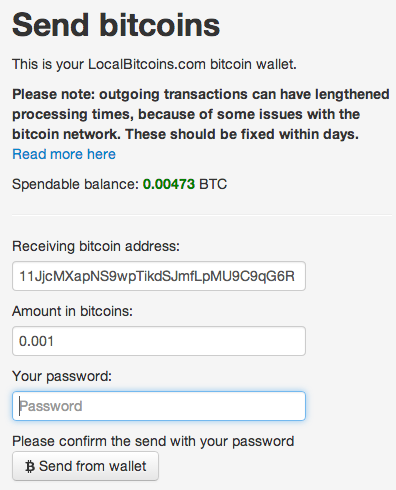 Send bitcoins
This is your LocalBitcoins.com bitcoin wallet.
Please note: outgoing transactions can have lengthened
processing times, because of some issues with the
bitcoin network. These should be fixed within days.
Read more here
Spendable balance: 0.00473 BTC
Receiving bitcoin address:
11JjcMXapNS9wpTikdSJmfLpMU9C9qG6R
Amount in bitcoins:
0.001
Your password:
Password
Please confirm the send with your password
Send from wallet